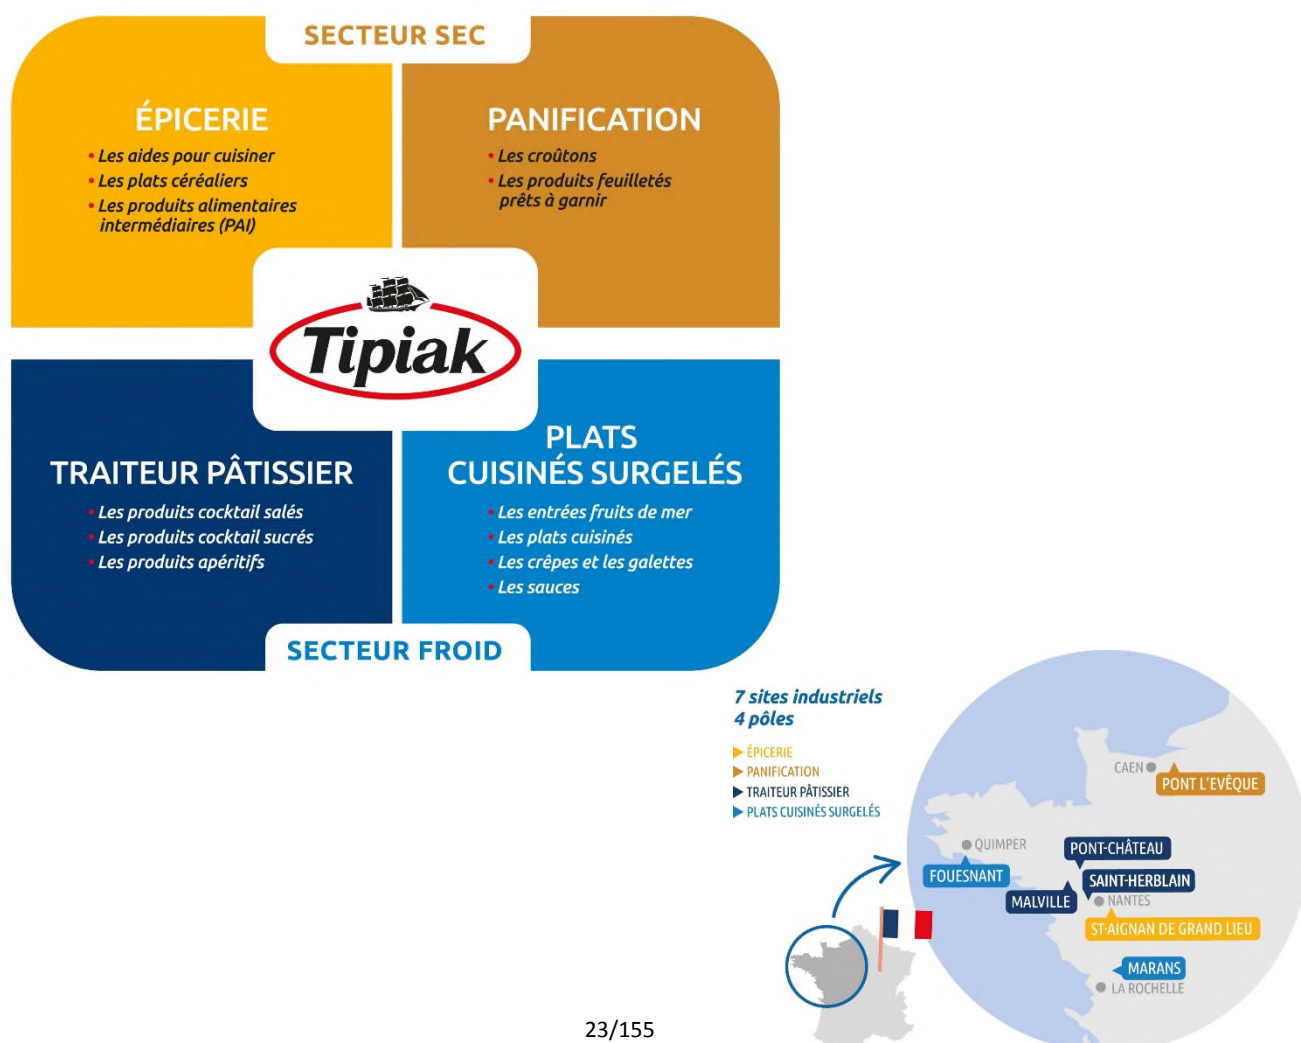 SECTEUR SEC
ÉPICERIE
• Les aides pour cuisiner
• Les plats céréaliers
• Les produits alimentaires
intermédiaires (PAI)
PANIFICATION
• Les croûtons
• Les produits feuilletés
prêts à garnir
Tipiak
TRAITEUR PÂTISSIER
• Les produits cocktail salés
• Les produits cocktail sucrés
• Les produits apéritifs
PLATS
CUISINÉS SURGELÉS
• Les entrées fruits de mer
• Les plats cuisinés
• Les crêpes et les galettes
• Les sauces
SECTEUR FROID
7 sites industriels
4 pôles
ÉPICERIE
PANIFICATION
TRAITEUR PÂTISSIER
PLATS CUISINÉS SURGELÉS
CAEN
PONT L'EVÊQUE
QUIMPER
FOUESNANT
PONT-CHÂTEAU
SAINT-HERBLAIN
MALVILLE
NANTES
ST-AIGNAN DE GRAND LIEU
MARANS
LA ROCHELLE
23/155